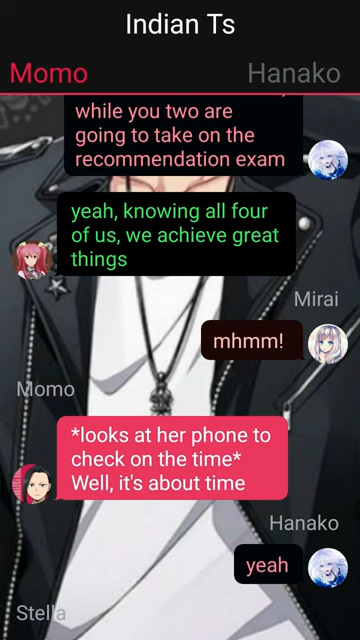 Indian Ts
Momo
Hanako
while you two are
going to take on the
recommendation exam
yeah, knowing all four
of us, we achieve great
things
Mirai
mhmm!
Momo
*looks at her phone to
check on the time*
Well, it's about time
Hanako
yeah
Stella